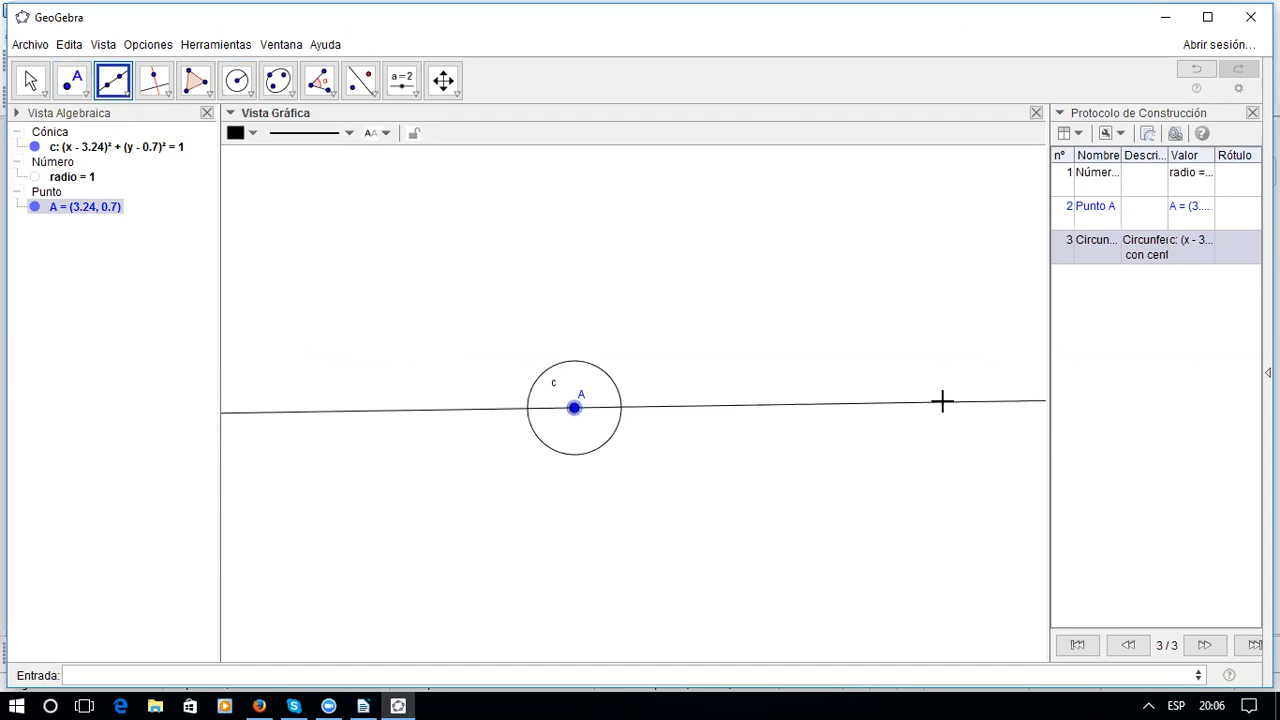 GeoGebra
Archivo Edita Vista Opciones Herramientas Ventana Ayuda
Abrir sesión...
A
α
a = 2
Vista Algebraica
Vista Gráfica
Protocolo de Construcción
AA
Cónica
c: (x - 3.24)² + (y - 0.7)² = 1
Número
radio = 1
Punto
A = (3.24, 0.7)
c
A
nº Nombre Descri... Valor Rótulo
1 Númer... radio =...
2 Punto A A = (3....
3 Circun... Circunfe c: (x - 3...
con cent
3 / 3
Entrada:
ESP 20:06